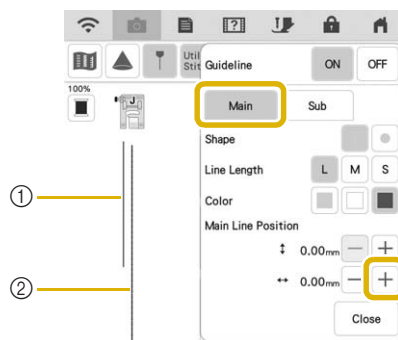 Util
Stit
Guideline ON OFF
100%
J
Main Sub
Shape
Line Length L M S
Color
Main Line Position
↕ 0.00mm − +
↔ 0.00mm − +
Close
①
②